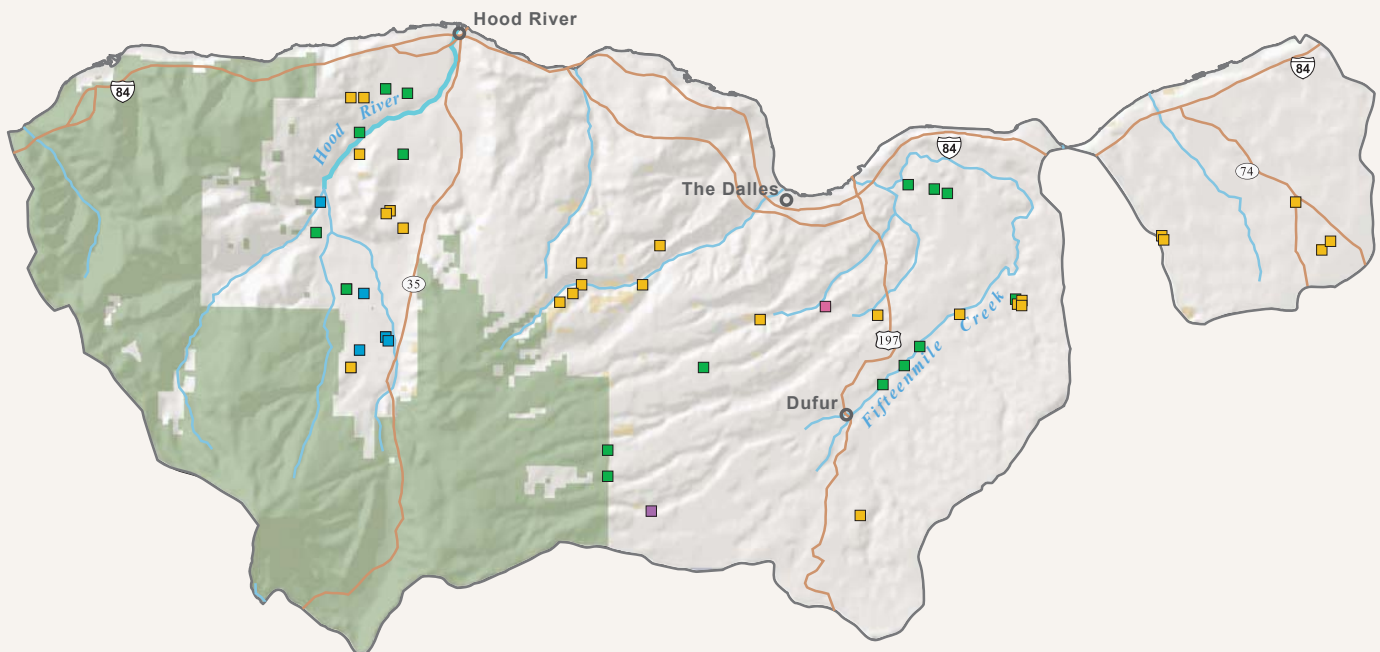 Hood River
84
84
Hood River
84
74
The Dalles
35
197
Fifteenmile Creek
Dufur